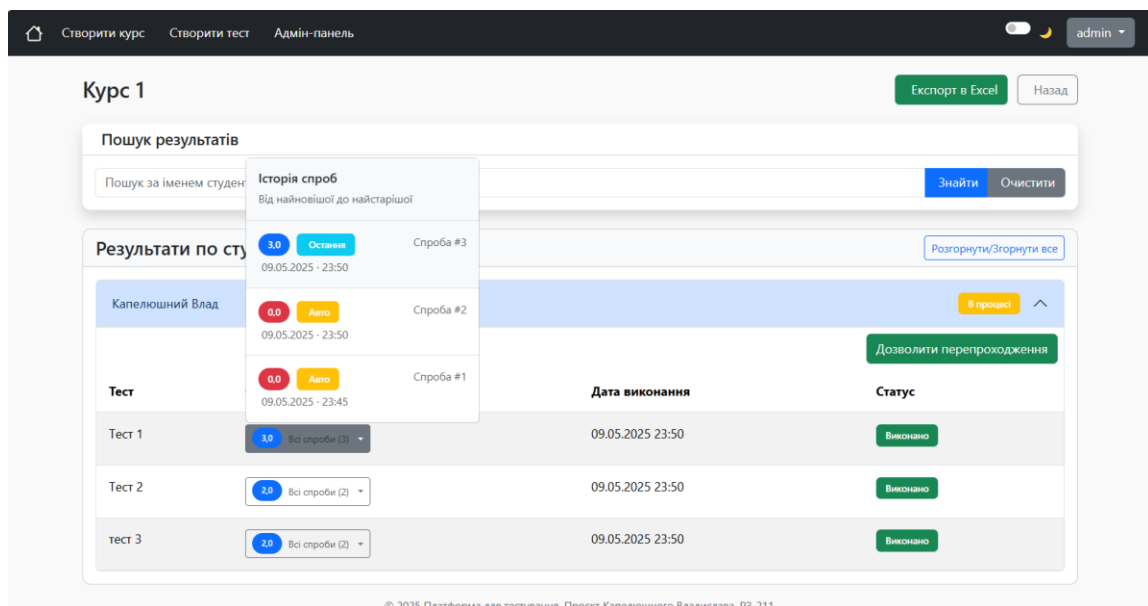 Створити курс Створити тест Адмін-панель admin
Курс 1 Експорт в Excel Назад
Пошук результатів
Пошук за іменем студен Знайти Очистити
Історія спроб
Від найновішої до найстарішої
3,0 Остання Спроба #3
09.05.2025 · 23:50
0,0 Авто Спроба #2
09.05.2025 · 23:50
0,0 Авто Спроба #1
09.05.2025 · 23:45
Результати по сту Розгорнути/Згорнути все
Капелюшний Влад В процесі
Дозволити перепроходження
Тест Дата виконання Статус
Тест 1 3,0 Всі спроби (3) 09.05.2025 23:50 Виконано
Тест 2 2,0 Всі спроби (2) 09.05.2025 23:50 Виконано
тест 3 2,0 Всі спроби (2) 09.05.2025 23:50 Виконано